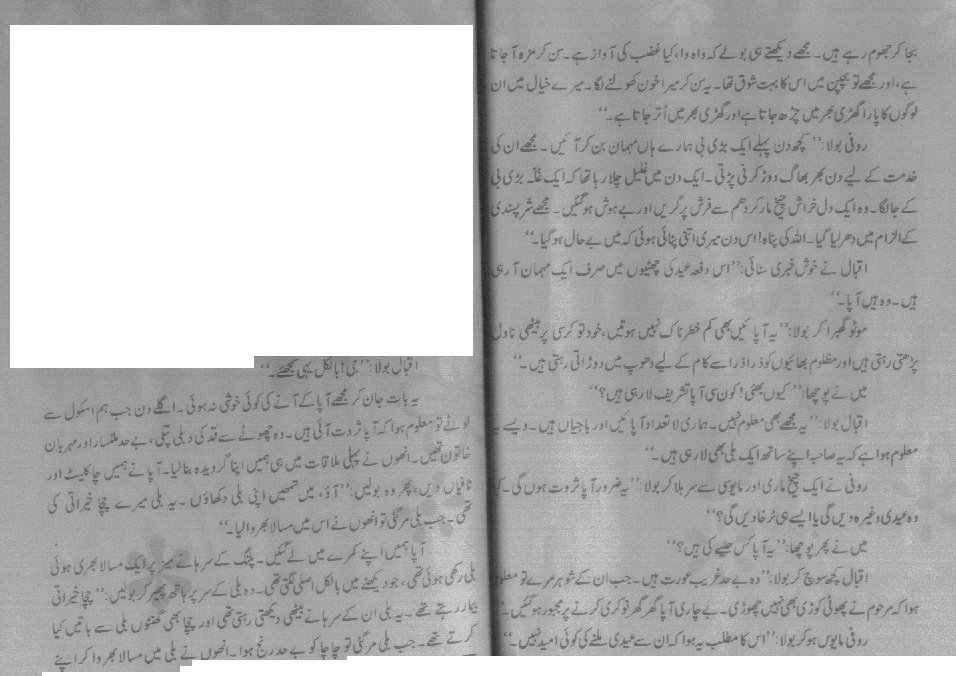 بجا کر جھوم رہے ہیں۔ مجھے دیکھتے ہی بولے کہ واہ وا، کیا غضب کی آواز ہے۔ سن کر مزہ آ جاتا
ہے، اور مجھے تو بچپن میں اس کا بہت شوق تھا۔ یہ سن کر میرا خون کھولنے لگا۔ میرے خیال میں ان
لوگوں کا پارا گھڑی بھر میں چڑھ جاتا ہے اور گھڑی بھر میں اُتر جاتا ہے۔“
روفی بولا: ”کچھ دن پہلے ایک بڑی بی ہمارے ہاں مہمان بن کر آئیں۔ مجھے ان کی
خدمت کے لیے دن بھر بھاگ دوڑ کرنی پڑتی۔ ایک دن میں غلیل چلا رہا تھا کہ ایک غُلّہ بڑی بی
کے جا لگا۔ وہ ایک دل خراش چیخ مار کر دھم سے فرش پر گریں اور بے ہوش ہو گئیں۔ مجھے شر پسندی
کے الزام میں دھر لیا گیا۔ اللہ کی پناہ! اس دن میری اتنی پٹائی ہوئی کہ میں بے حال ہو گیا۔“
اقبال نے خوش خبری سنائی: ”اس دفعہ عید کی چھٹیوں میں صرف ایک مہمان آ رہی
ہیں۔ وہ ہیں آپا۔“
موٹو گھبرا کر بولا: ”یہ آپائیں بھی کم خطرناک نہیں ہوتیں، خود تو کرسی پر بیٹھی ناول
پڑھتی رہتی ہیں اور مظلوم بھائیوں کو ذرا ذرا سے کام کے لیے دھوپ میں دوڑاتی رہتی ہیں۔“
میں نے پوچھا: ”کیوں بھئی! کون سی آپا تشریف لا رہی ہیں؟“
اقبال بولا: ”یہ مجھے بھی معلوم نہیں۔ ہماری لاتعداد آپائیں اور باجیاں ہیں۔ ویسے یہ
معلوم ہوا ہے کہ یہ صاحبہ اپنے ساتھ ایک بلی بھی لا رہی ہیں۔“
روفی نے ایک چیخ ماری اور مایوسی سے سر ہلا کر بولا: ”یہ ضرور آپا ثروت ہوں گی۔ کیا
وہ عیدی وغیرہ دیں گی یا ایسے ہی ٹرخا دیں گی؟“
میں نے پھر پوچھا: ”یہ آپا کس حلیے کی ہیں؟“
اقبال کچھ سوچ کر بولا: ”وہ بے حد غریب عورت ہیں۔ جب اِن کے شوہر مرے تو معلوم
ہوا کہ مرحوم نے پھوٹی کوڑی بھی نہیں چھوڑی۔ بے چاری آپا گھر گھر نوکری کرنے پر مجبور ہو گئیں۔“
روفی مایوس ہو کر بولا: ”اس کا مطلب یہ ہوا کہ ان سے عیدی ملنے کی کوئی امید نہیں۔“
اقبال بولا: ”جی! بالکل یہی سمجھئے۔“
یہ بات جان کر مجھے آپا کے آنے کی کوئی خوشی نہ ہوئی۔ اگلے دن جب ہم اسکول سے
لوٹے تو معلوم ہوا کہ آپا ثروت آئی ہیں۔ وہ چھوٹے سے قد کی دبلی پتلی، بے حد ملنسار اور مہربان
خاتون تھیں۔ انھوں نے پہلی ملاقات میں ہی ہمیں اپنا گرویدہ بنا لیا۔ آپا نے ہمیں چاکلیٹ اور
ٹافیاں دیں۔ پھر وہ بولیں: ”آؤ، میں تمھیں اپنی بلی دکھاؤں۔ یہ بلی میرے چچا خیراتی کی
تھی۔ جب بلی مر گئی تو انھوں نے اس میں مسالا بھروا لیا۔“
آپا ہمیں اپنے کمرے میں لے گئیں۔ پلنگ کے سرہانے میز پر ایک مسالا بھری ہوئی
بلی رکھی ہوئی تھی، جو دیکھنے میں بالکل اصلی لگتی تھی۔ وہ بلی کے سر پر ہاتھ پھیر کر بولیں: ”چچا خیراتی
بیمار رہتے تھے۔ یہ بلی ان کے سرہانے بیٹھی دیکھتی رہتی تھی اور چچا بھی گھنٹوں بلی سے باتیں کیا
کرتے تھے۔ جب بلی مر گئی تو چاچا کو بے حد رنج ہوا۔ انھوں نے بلی میں مسالا بھروا کر اپنے